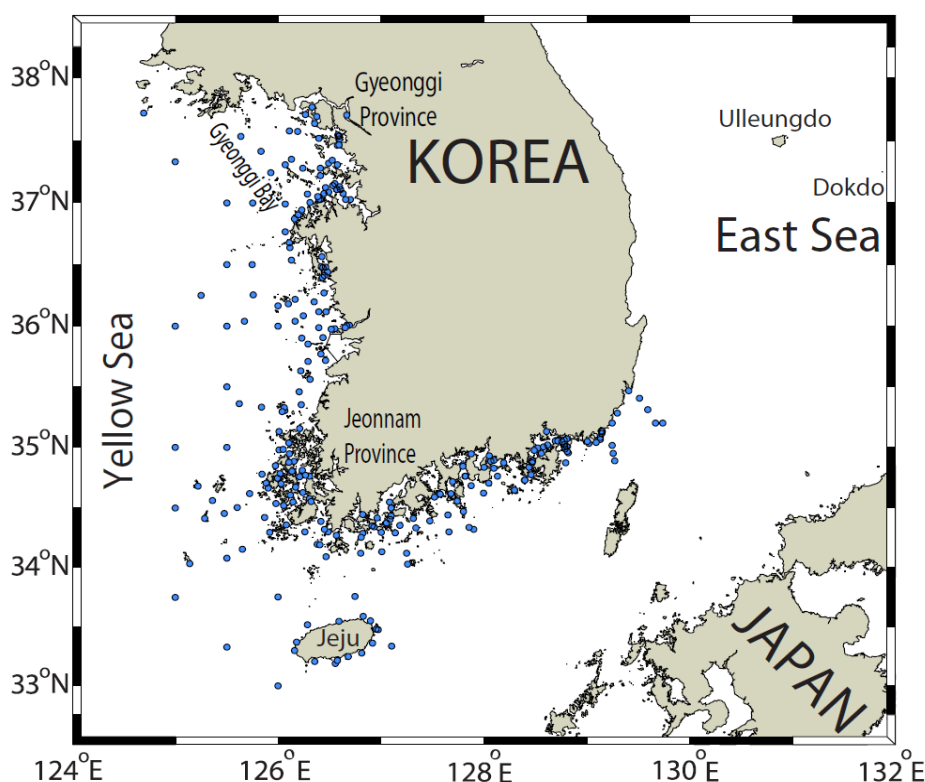 38°N
Gyeonggi
Province
Ulleungdo
Gyeonggi Bay
KOREA
37°N
Dokdo
East Sea
36°N
Yellow Sea
Jeonnam
Province
35°N
34°N
Jeju
JAPAN
33°N
124°E
126°E
128°E
130°E
132°E